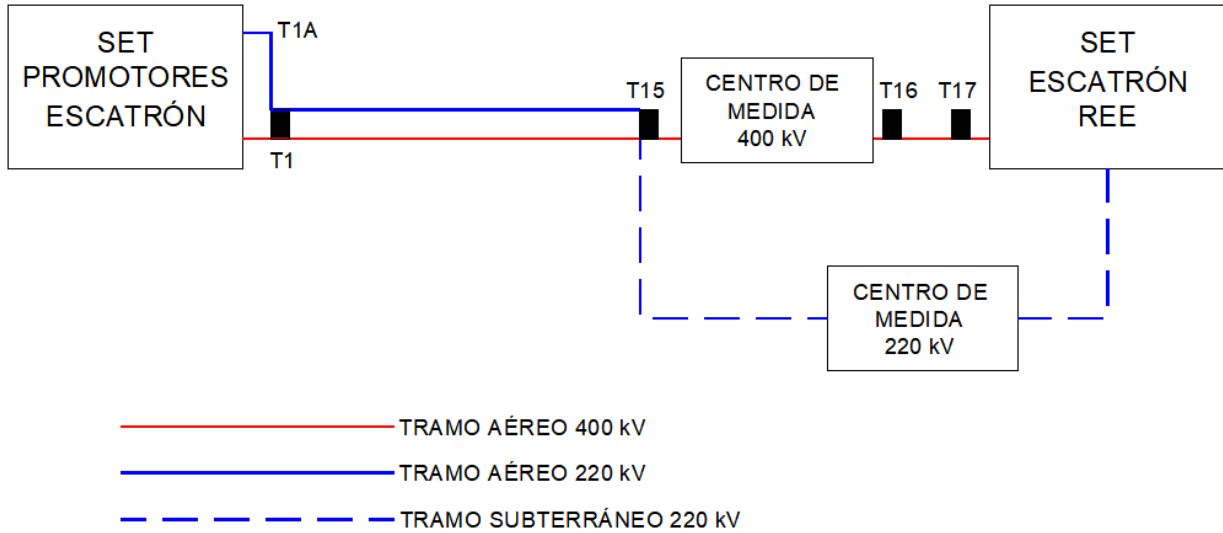 SET
PROMOTORES
ESCATRÓN
T1A
T1
T15
CENTRO DE
MEDIDA
400 kV
T16
T17
SET
ESCATRÓN
REE
CENTRO DE
MEDIDA
220 kV
TRAMO AÉREO 400 kV
TRAMO AÉREO 220 kV
TRAMO SUBTERRÁNEO 220 kV